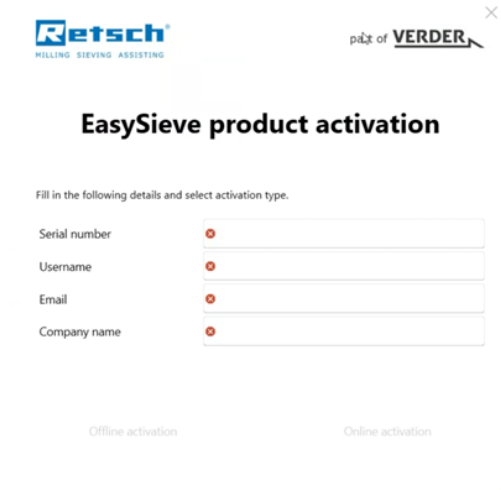 Retsch®
MILLING SIEVING ASSISTING
part of VERDER
EasySieve product activation
Fill in the following details and select activation type.
Serial number
Username
Email
Company name
Offline activation
Online activation